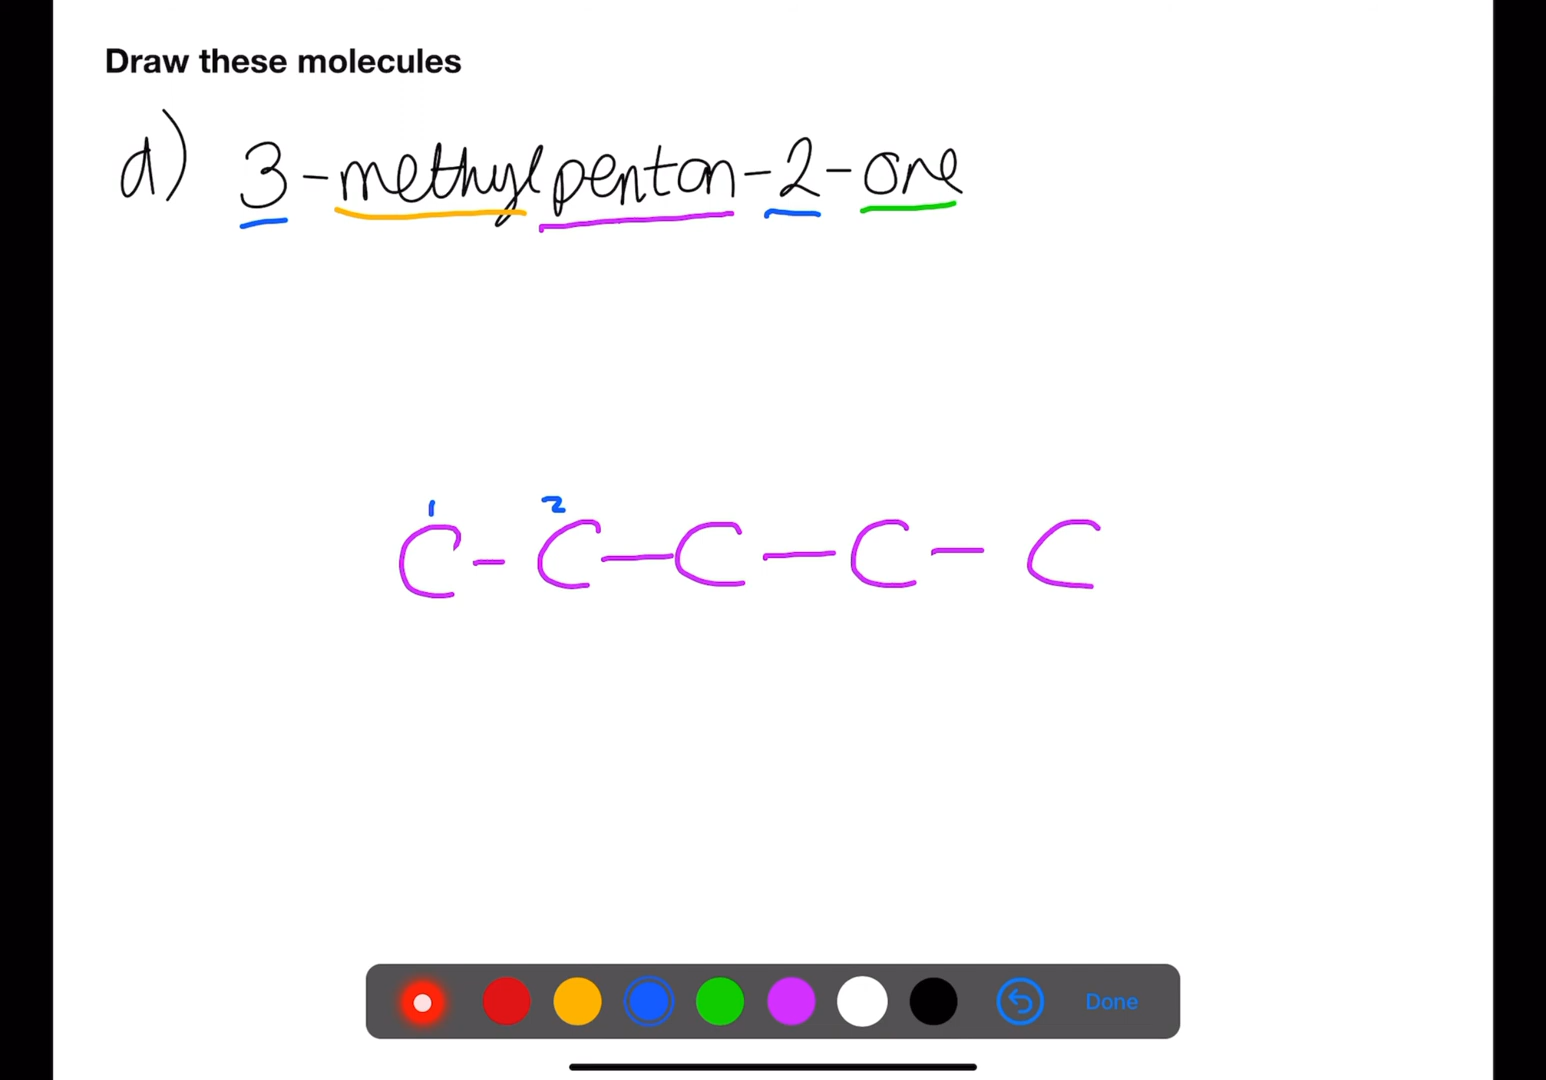 Draw these molecules
d) 3-methylpentan-2-one
1 2
C-C-C-C-C
Done